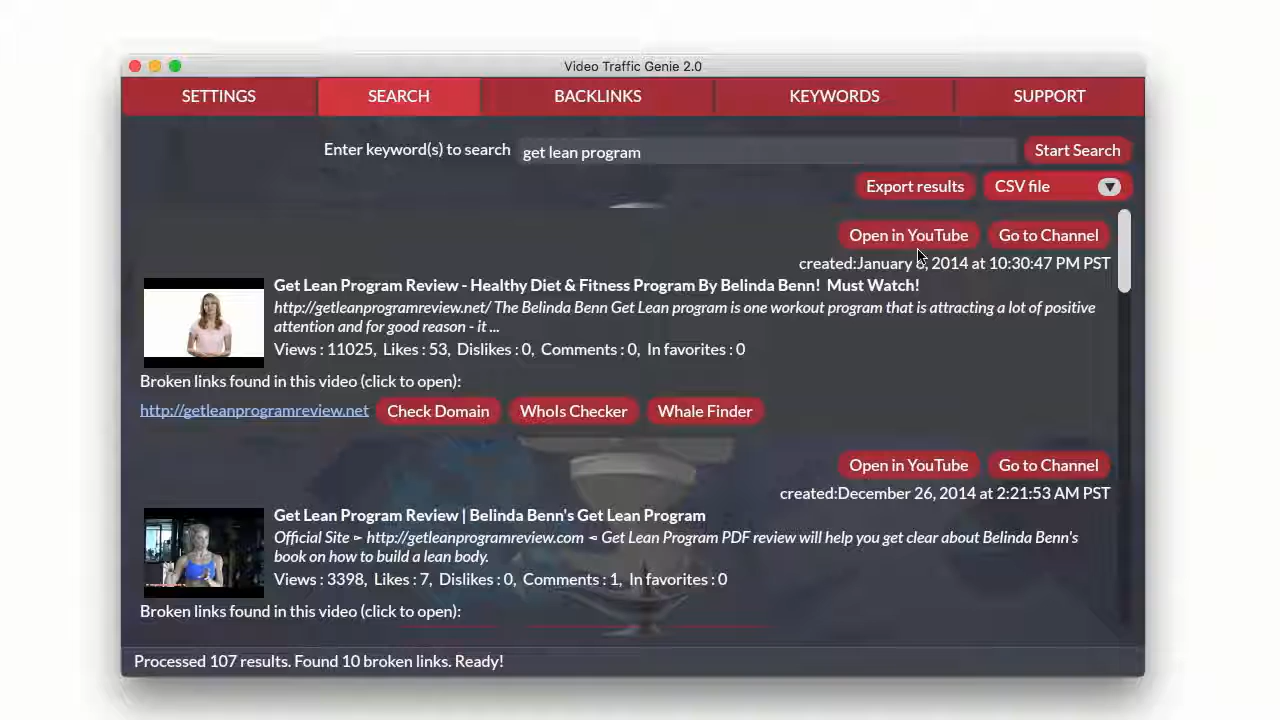 Video Traffic Genie 2.0
SETTINGS SEARCH BACKLINKS KEYWORDS SUPPORT
Enter keyword(s) to search get lean program Start Search
Export results CSV file
Open in YouTube Go to Channel
created:January 6, 2014 at 10:30:47 PM PST
Get Lean Program Review - Healthy Diet & Fitness Program By Belinda Benn! Must Watch!
http://getleanprogramreview.net/ The Belinda Benn Get Lean program is one workout program that is attracting a lot of positive
attention and for good reason - it ...
Views : 11025, Likes : 53, Dislikes : 0, Comments : 0, In favorites : 0
Broken links found in this video (click to open):
http://getleanprogramreview.net Check Domain WhoIs Checker Whale Finder
Open in YouTube Go to Channel
created:December 26, 2014 at 2:21:53 AM PST
Get Lean Program Review | Belinda Benn's Get Lean Program
Official Site ► http://getleanprogramreview.com ◄ Get Lean Program PDF review will help you get clear about Belinda Benn's
book on how to build a lean body.
Views : 3398, Likes : 7, Dislikes : 0, Comments : 1, In favorites : 0
Broken links found in this video (click to open):
Processed 107 results. Found 10 broken links. Ready!